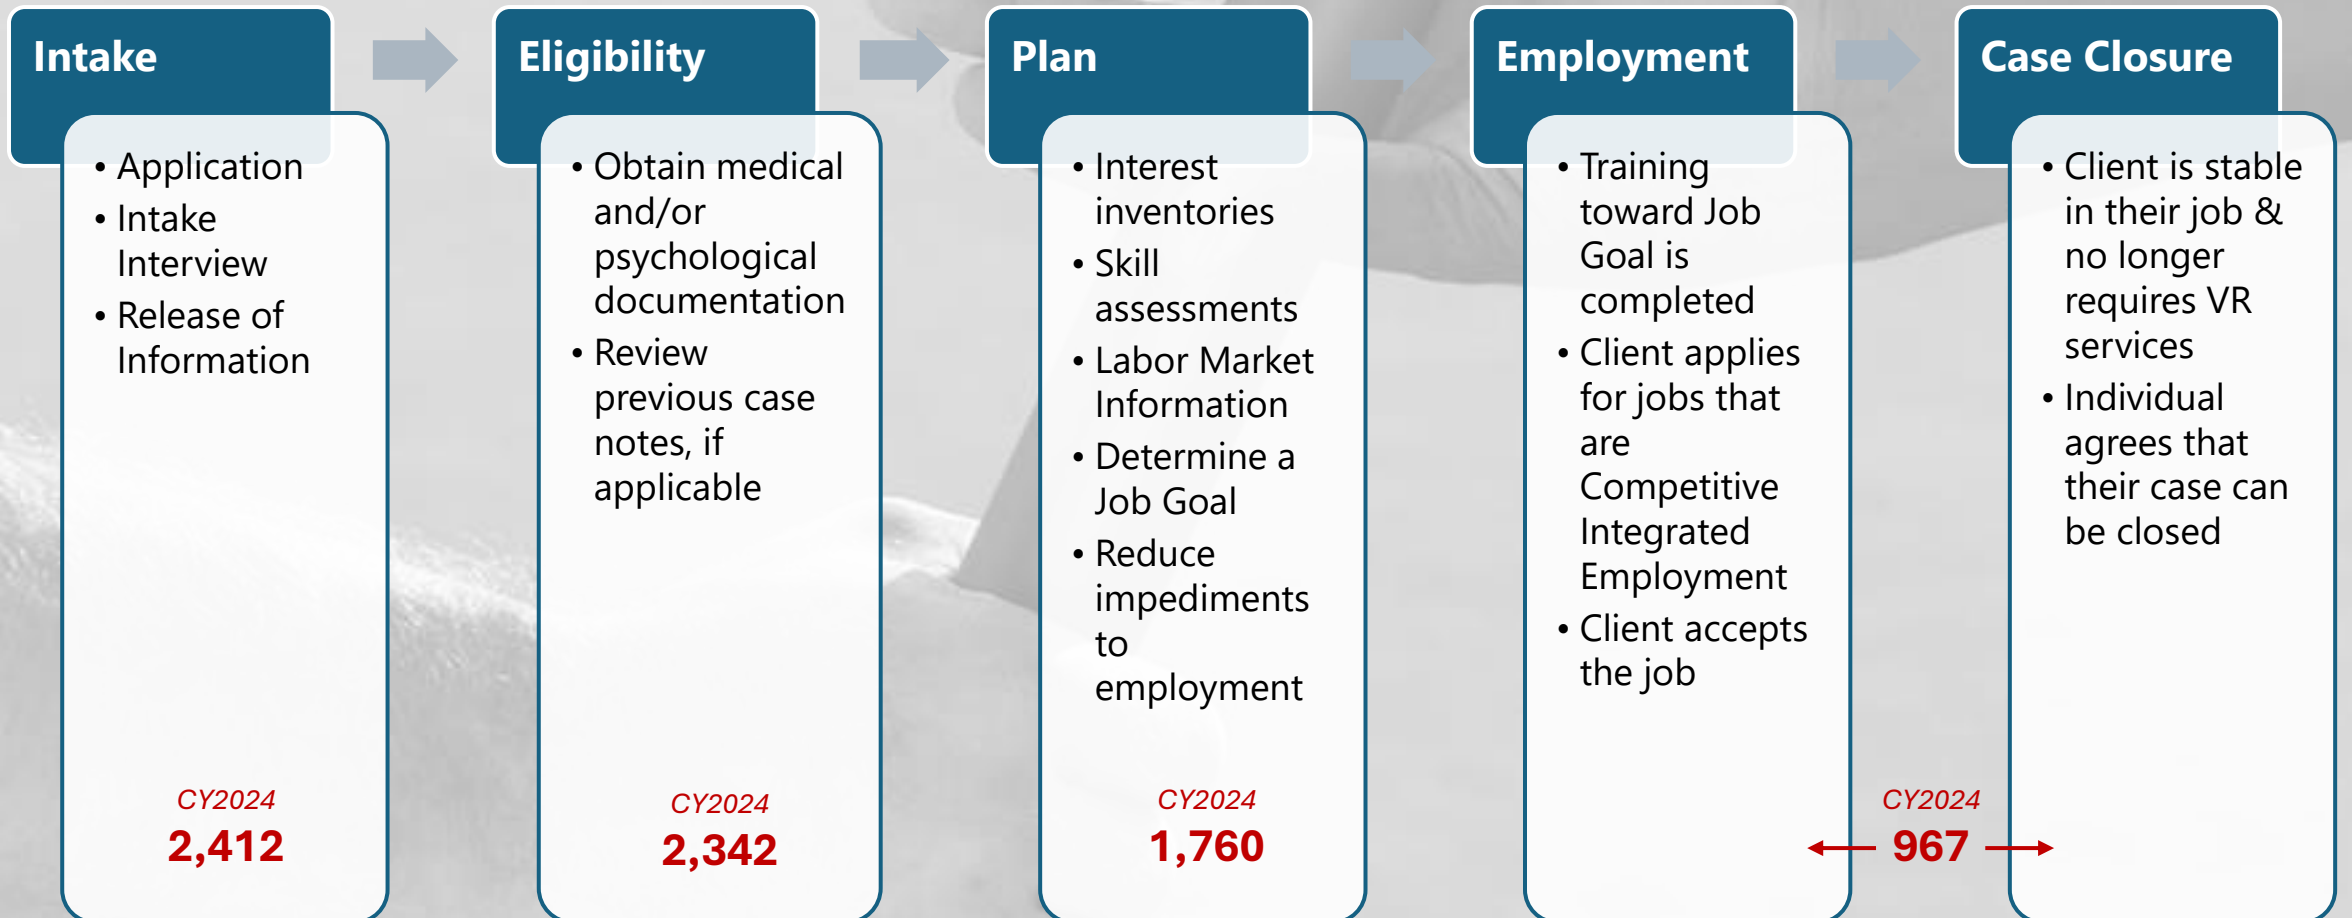 Intake
• Application
• Intake
Interview
• Release of
Information
CY2024
2,412
Eligibility
• Obtain medical
and/or
psychological
documentation
• Review
previous case
notes, if
applicable
CY2024
2,342
Plan
• Interest
inventories
• Skill
assessments
• Labor Market
Information
• Determine a
Job Goal
• Reduce
impediments
to
employment
CY2024
1,760
Employment
• Training
toward Job
Goal is
completed
• Client applies
for jobs that
are
Competitive
Integrated
Employment
• Client accepts
the job
CY2024
967
Case Closure
• Client is stable
in their job &
no longer
requires VR
services
• Individual
agrees that
their case can
be closed